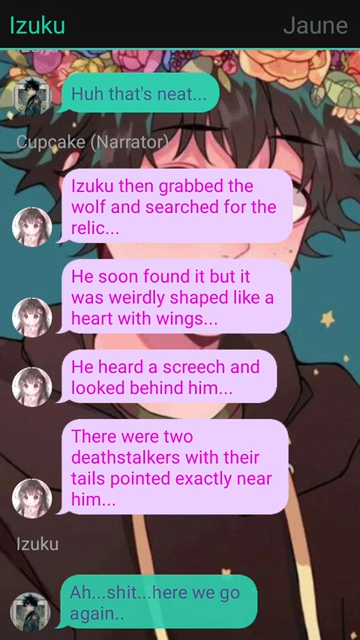 Izuku Jaune
Huh that's neat...
Cupcake (Narrator)
Izuku then grabbed the
wolf and searched for the
relic...
He soon found it but it
was weirdly shaped like a
heart with wings...
He heard a screech and
looked behind him...
There were two
deathstalkers with their
tails pointed exactly near
him...
Izuku
Ah...shit...here we go
again..